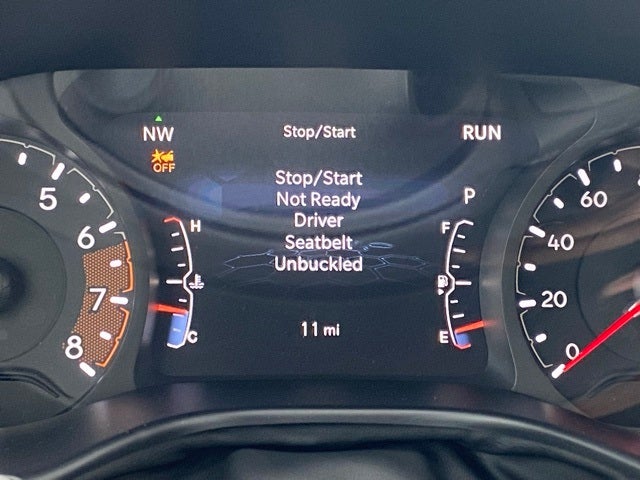 NW
Stop/Start
RUN
OFF
Stop/Start
Not Ready
Driver
Seatbelt
Unbuckled
P
H
C
F
E
11 mi
5
6
7
8
60
40
20
0